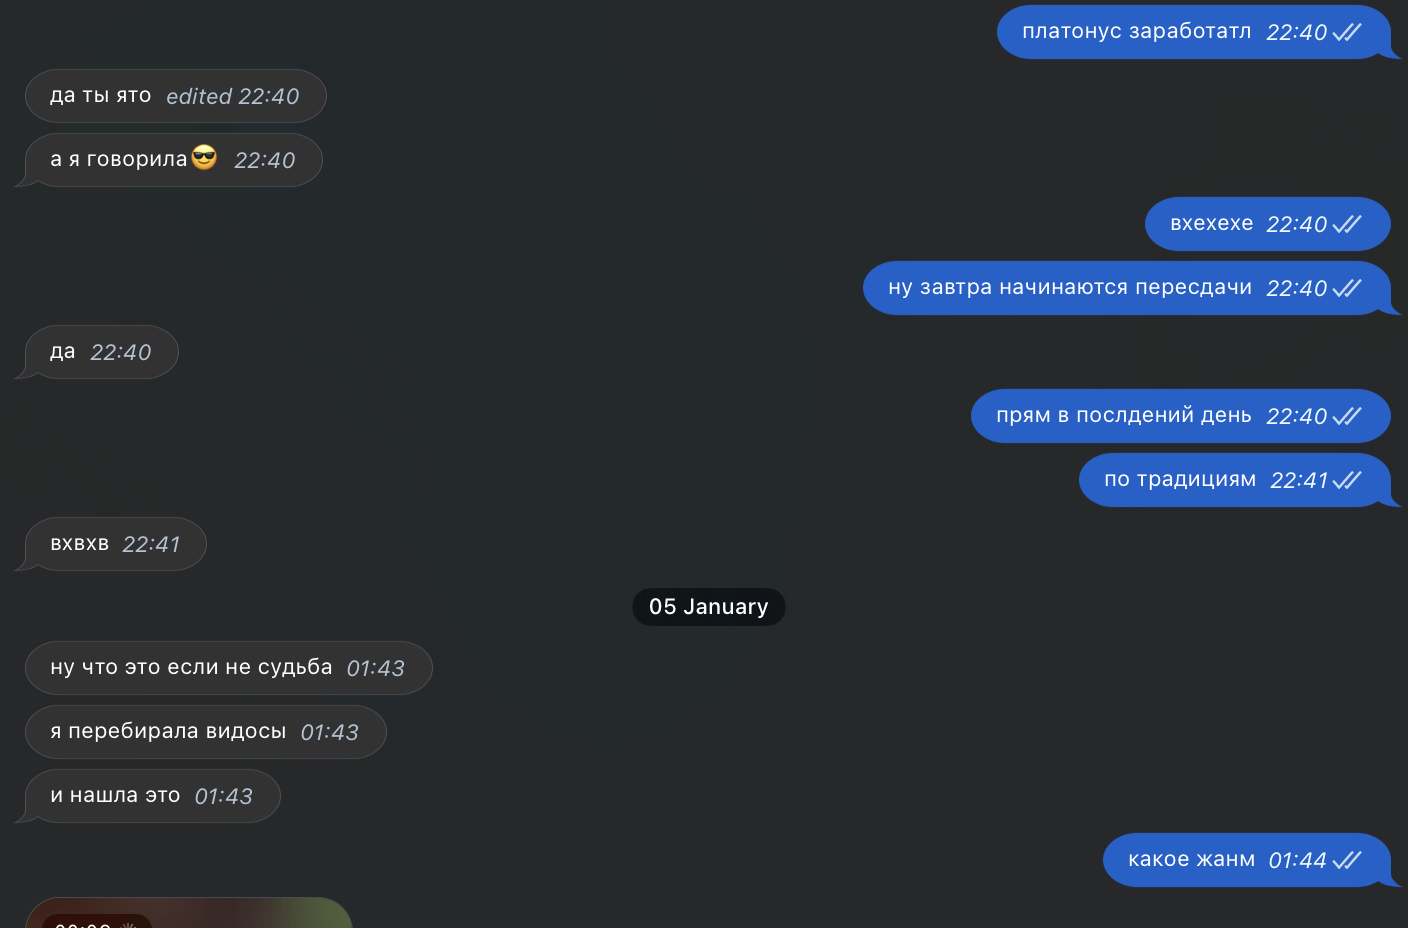 платонус заработатл 22:40
да ты ято edited 22:40
а я говорила😎 22:40
вхехехе 22:40
ну завтра начинаются пересдачи 22:40
да 22:40
прям в послдений день 22:40
по традициям 22:41
вхвхв 22:41
05 January
ну что это если не судьба 01:43
я перебирала видосы 01:43
и нашла это 01:43
какое жанм 01:44